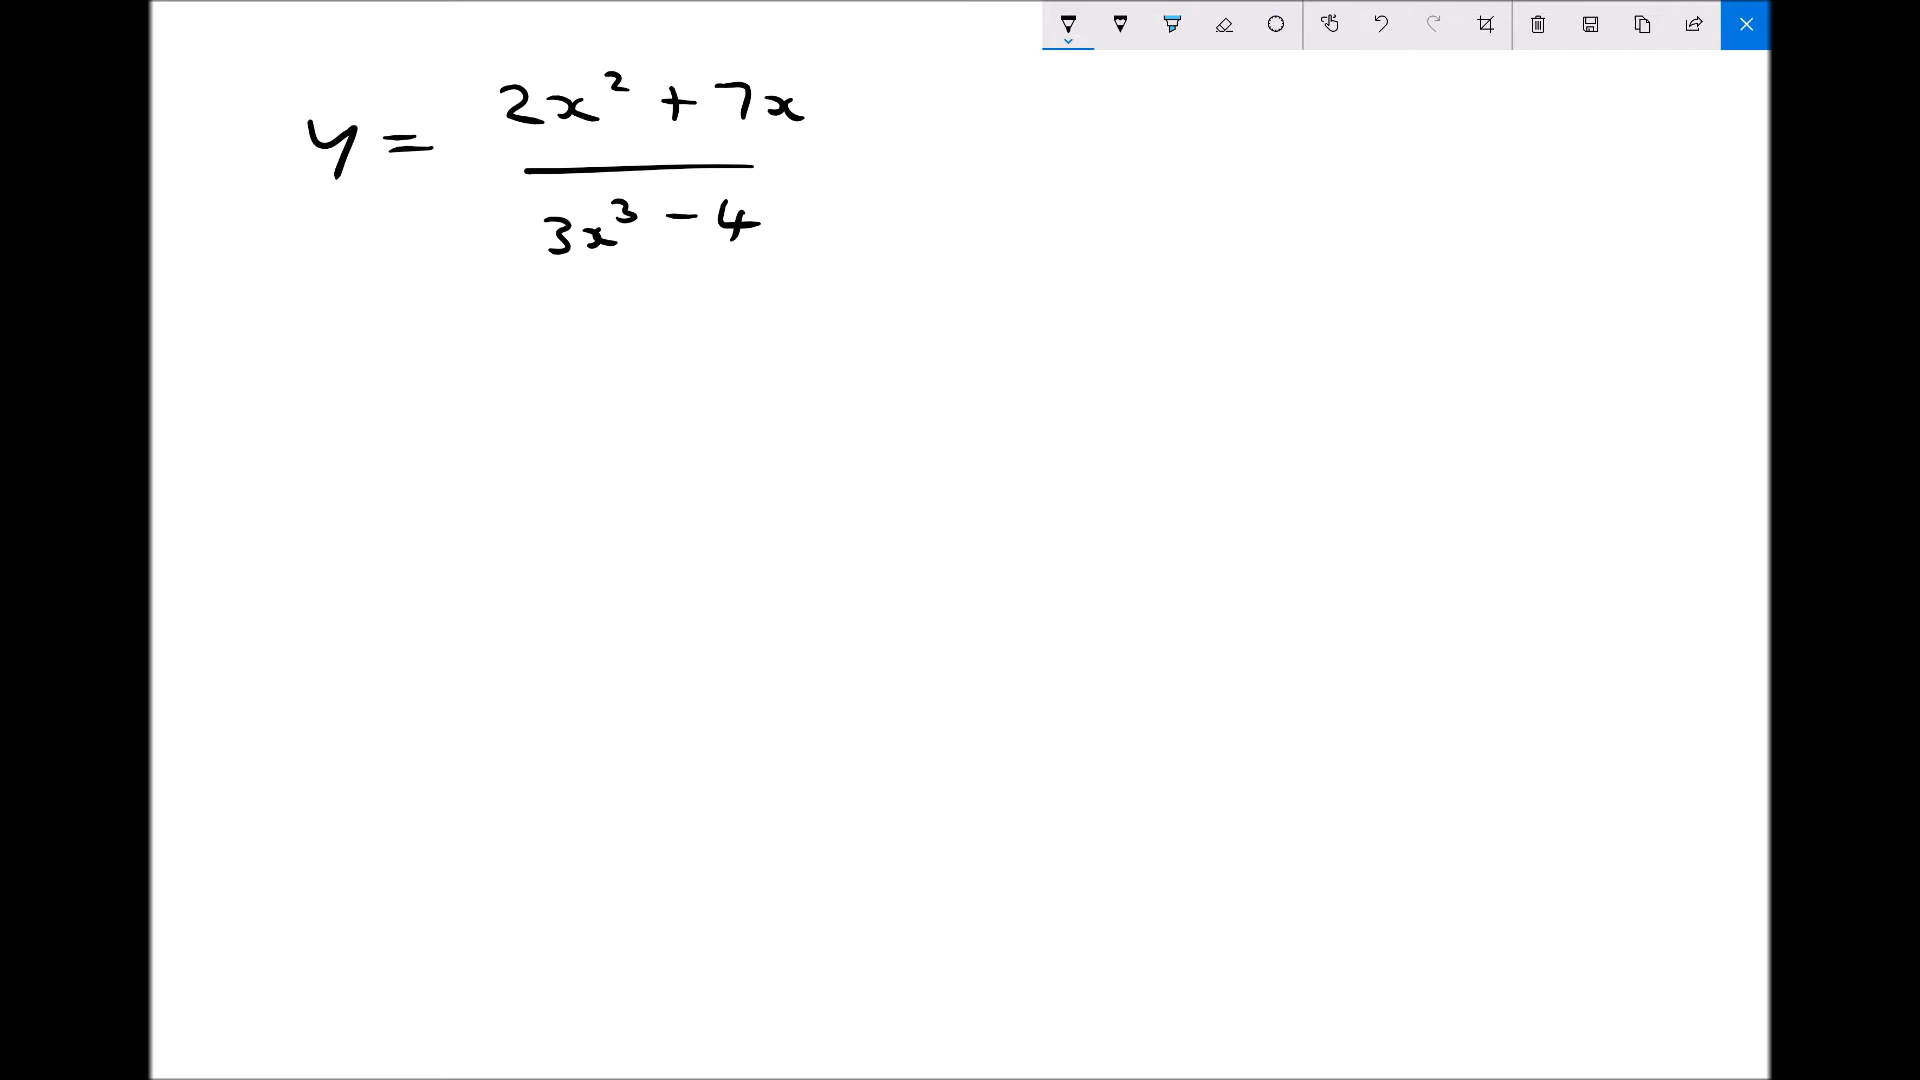 y = 2x² + 7x
3x³ - 4